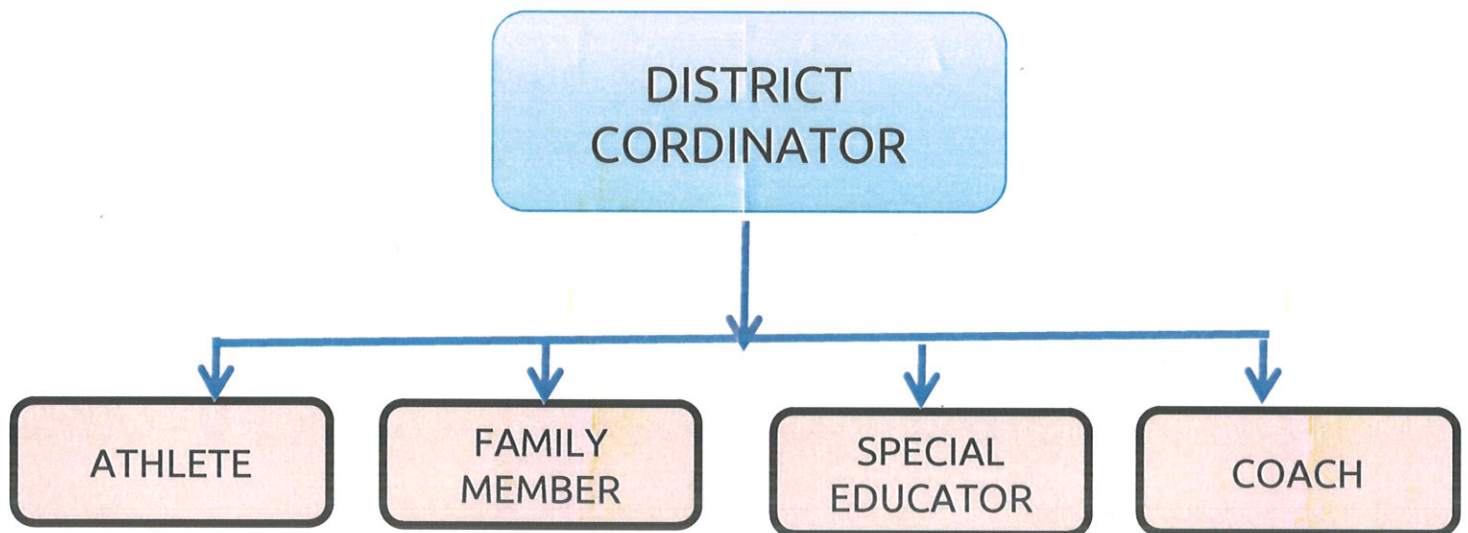 DISTRICT
CORDINATOR
ATHLETE
FAMILY
MEMBER
SPECIAL
EDUCATOR
COACH